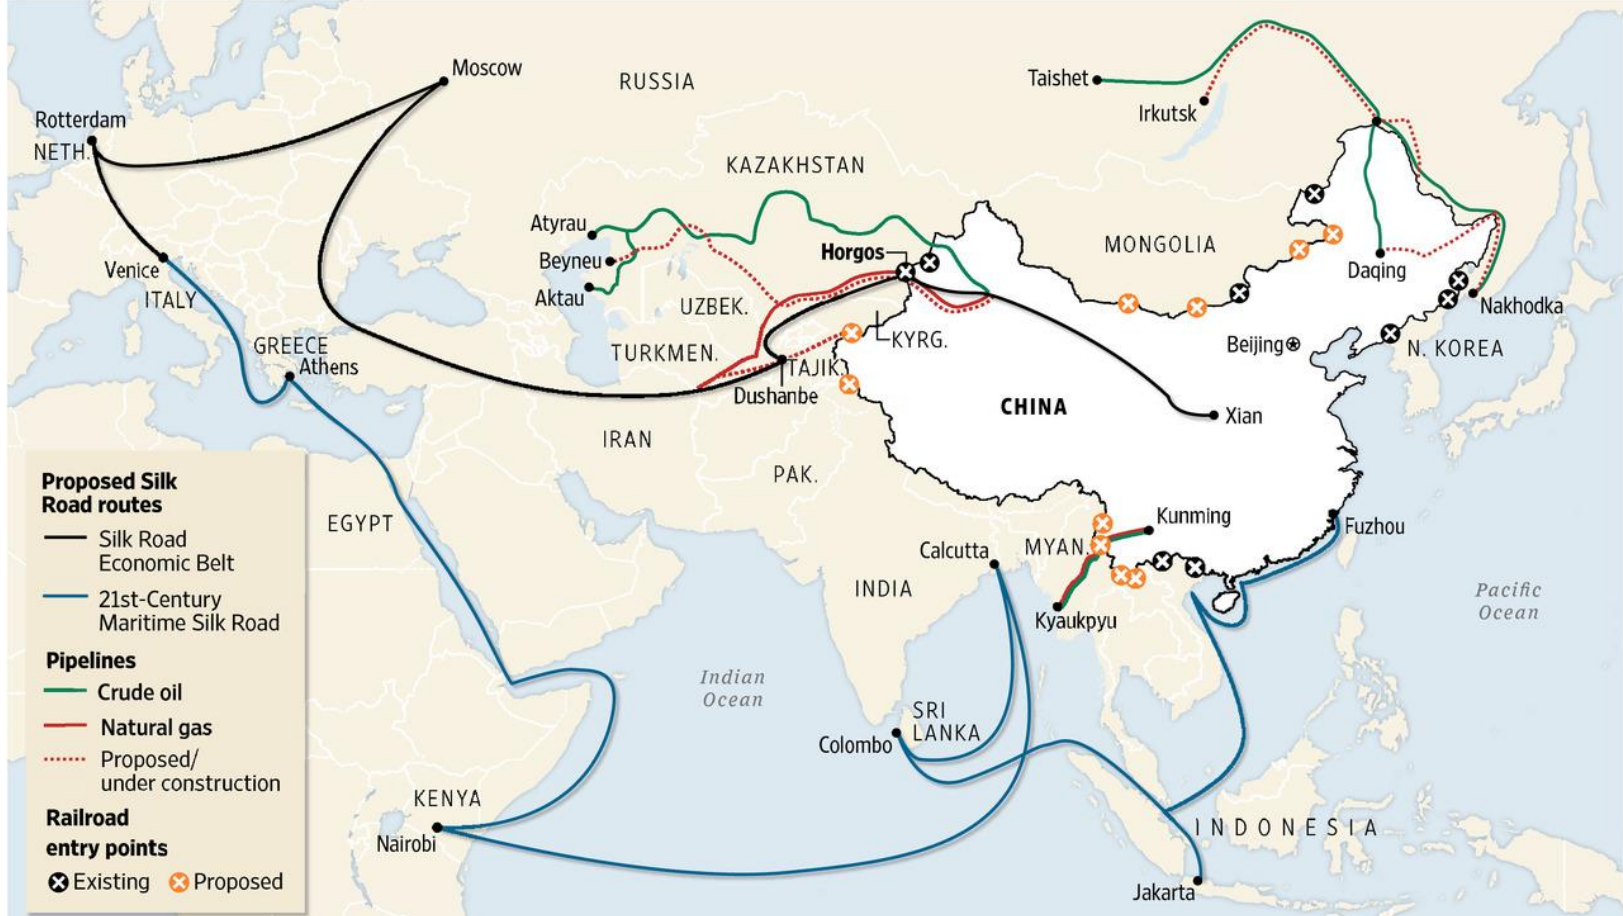 Moscow
RUSSIA
Taishet
Irkutsk
Rotterdam
NETH.
KAZAKHSTAN
Atyrau
Beyneu
Aktau
Horgos
MONGOLIA
Daqing
Nakhodka
Venice
ITALY
UZBEK.
KYRG.
Beijing
N. KOREA
GREECE
Athens
TURKMEN.
TAJIK.
Dushanbe
CHINA
Xian
IRAN
PAK.
EGYPT
Kunming
Fuzhou
Calcutta
MYAN.
INDIA
Kyaukpyu
Pacific
Ocean
Indian
Ocean
SRI
LANKA
Colombo
KENYA
Nairobi
INDONESIA
Jakarta
Proposed Silk
Road routes
Silk Road
Economic Belt
21st-Century
Maritime Silk Road
Pipelines
Crude oil
Natural gas
Proposed/
under construction
Railroad
entry points
Existing
Proposed